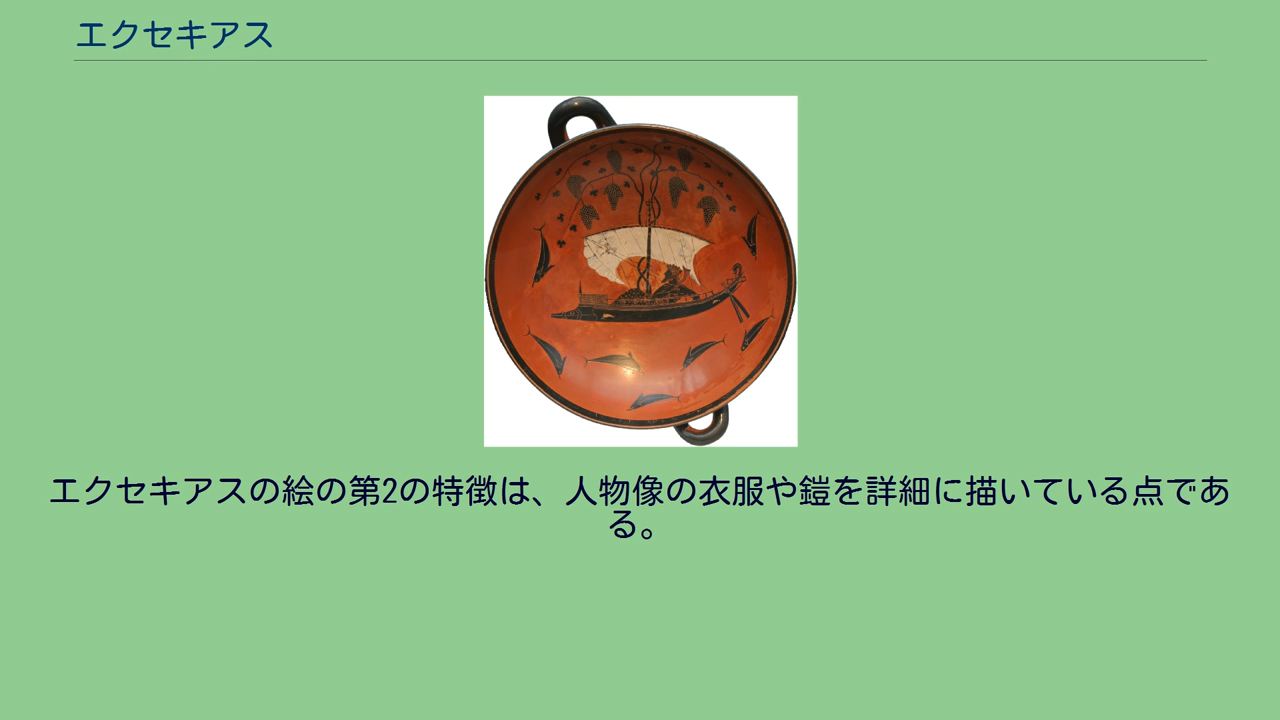 エクセキアス
エクセキアスの絵の第2の特徴は、人物像の衣服や鎧を詳細に描いている点であ
る。